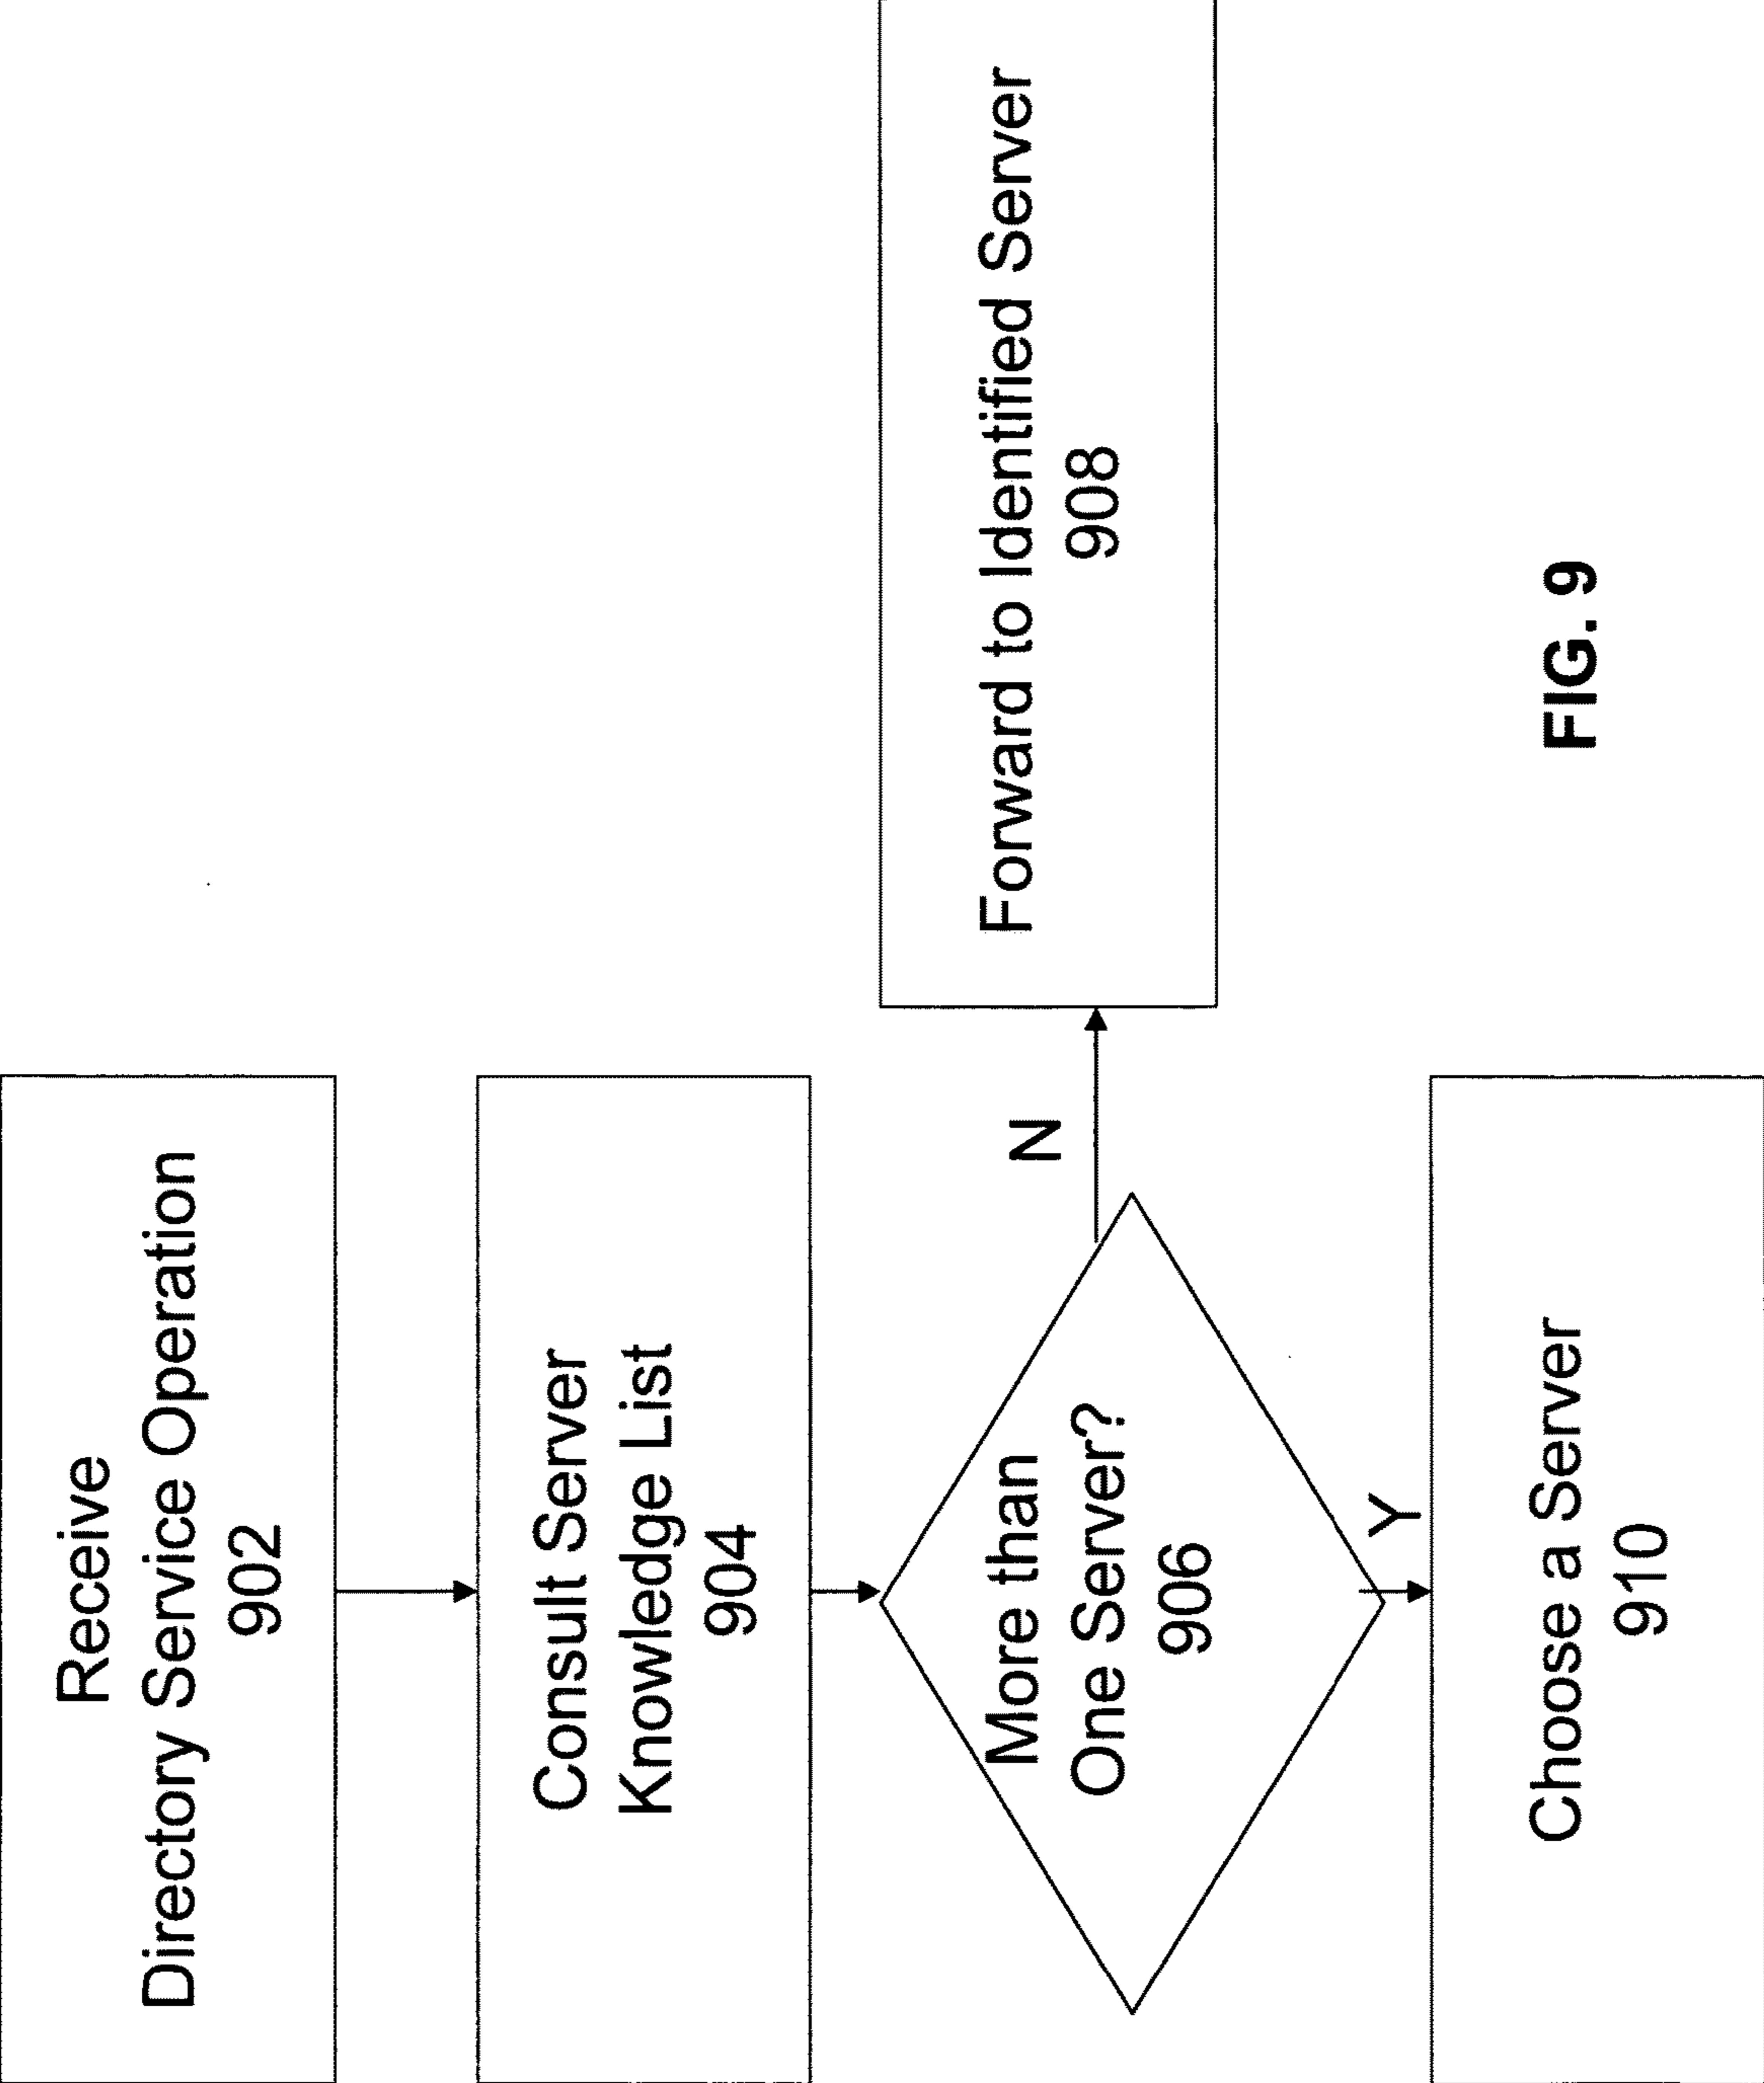 Receive
Directory Service Operation
902
Consult Server
Knowledge List
904
More than
One Server?
906
N
Forward to Identified Server
908
Y
Choose a Server
910
FIG. 9